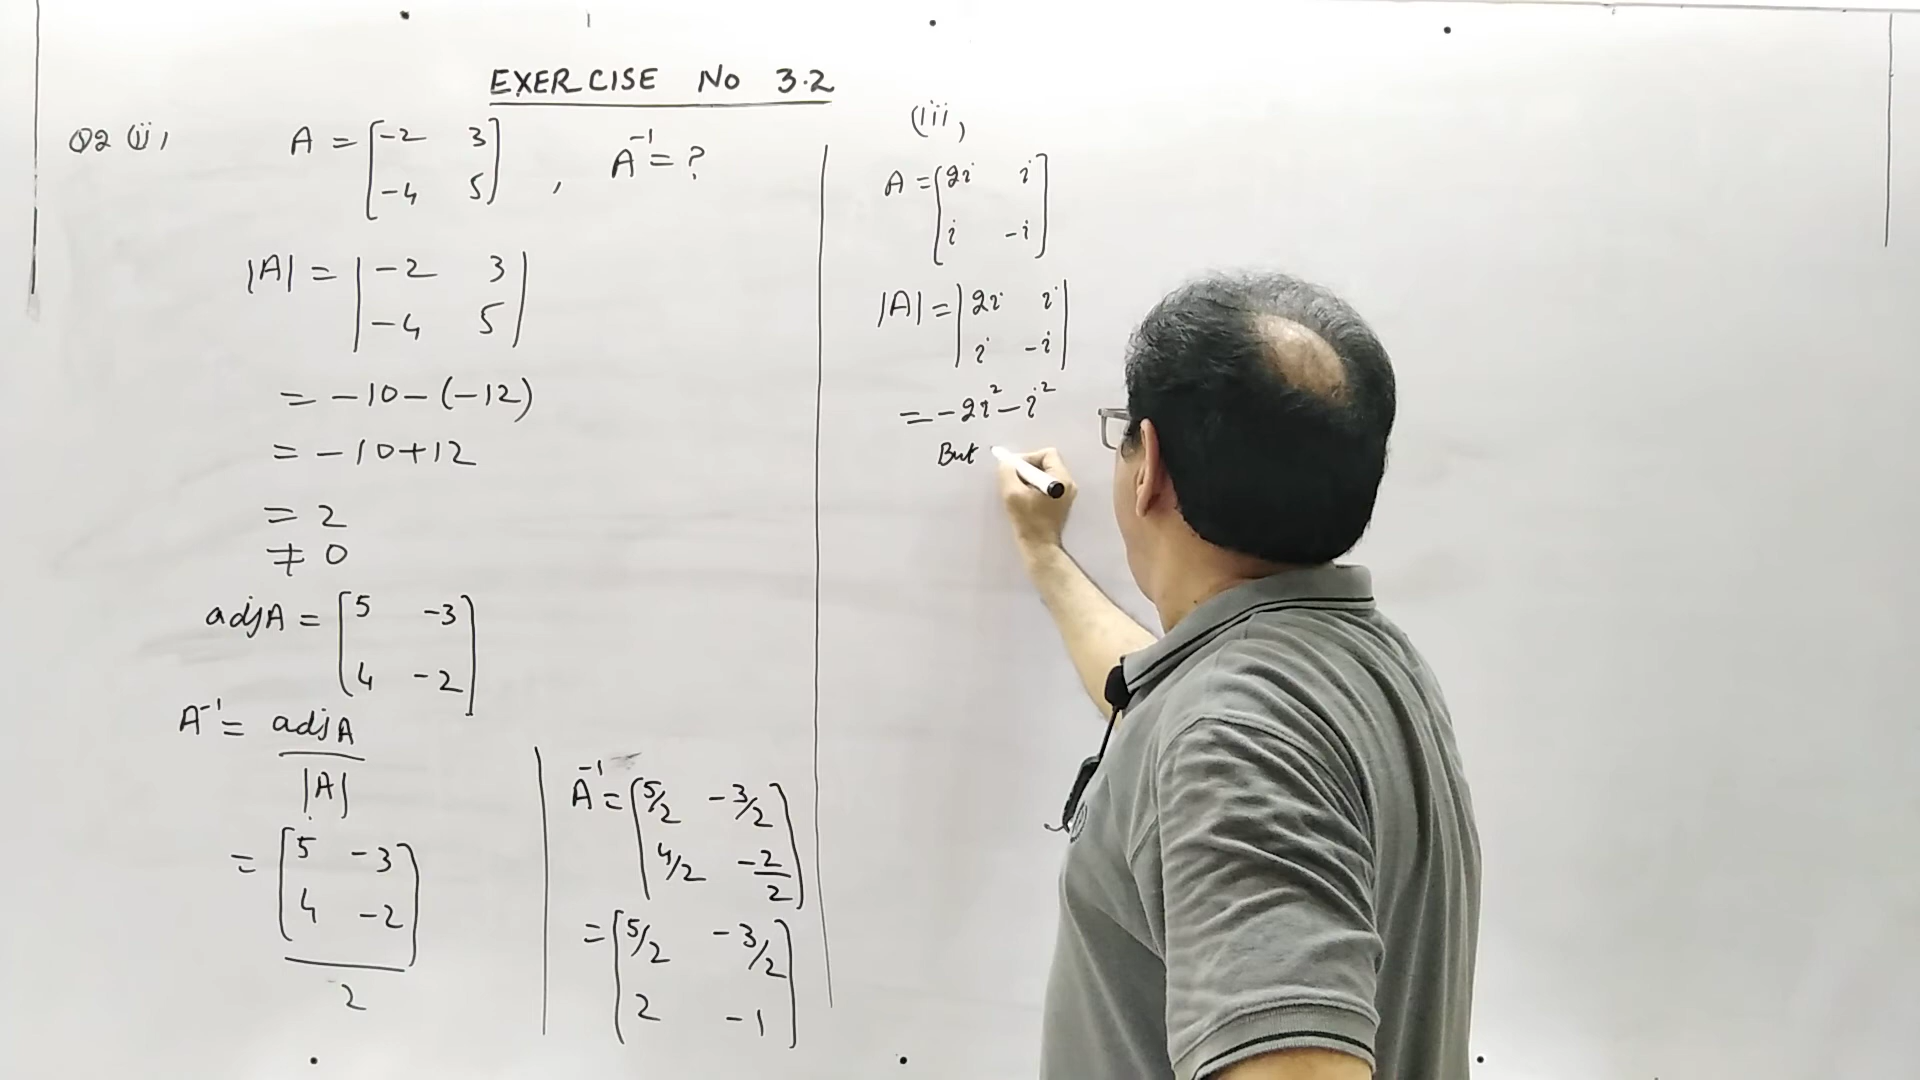 EXERCISE No 3.2
Q2 (ii) A = [-2 3
-4 5] , A⁻¹ = ?
|A| = |-2 3
-4 5|
= -10-(-12)
= -10+12
= 2
≠ 0
adjA = [5 -3
4 -2]
A⁻¹ = adjA
|A|
= [5 -3
4 -2]
2
A⁻¹ = [5/2 -3/2
4/2 -2/2]
= [5/2 -3/2
2 -1]
(iii)
A = [2i i
i -i]
|A| = |2i i
i -i|
= -2i² - i²
But